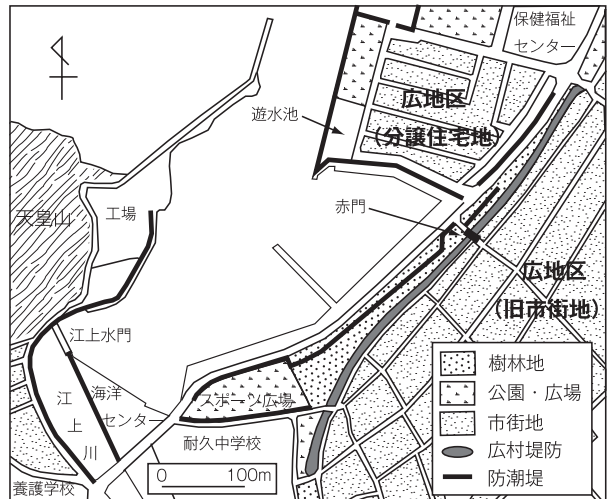 保健福祉
センター
広地区
(分譲住宅地)
遊水池
天皇山
工場
赤門
広地区
(旧市街地)
江上水門
江上川
海洋
センター
スポーツ広場
耐久中学校
養護学校
0 100m
樹林地
公園・広場
市街地
広村堤防
防潮堤